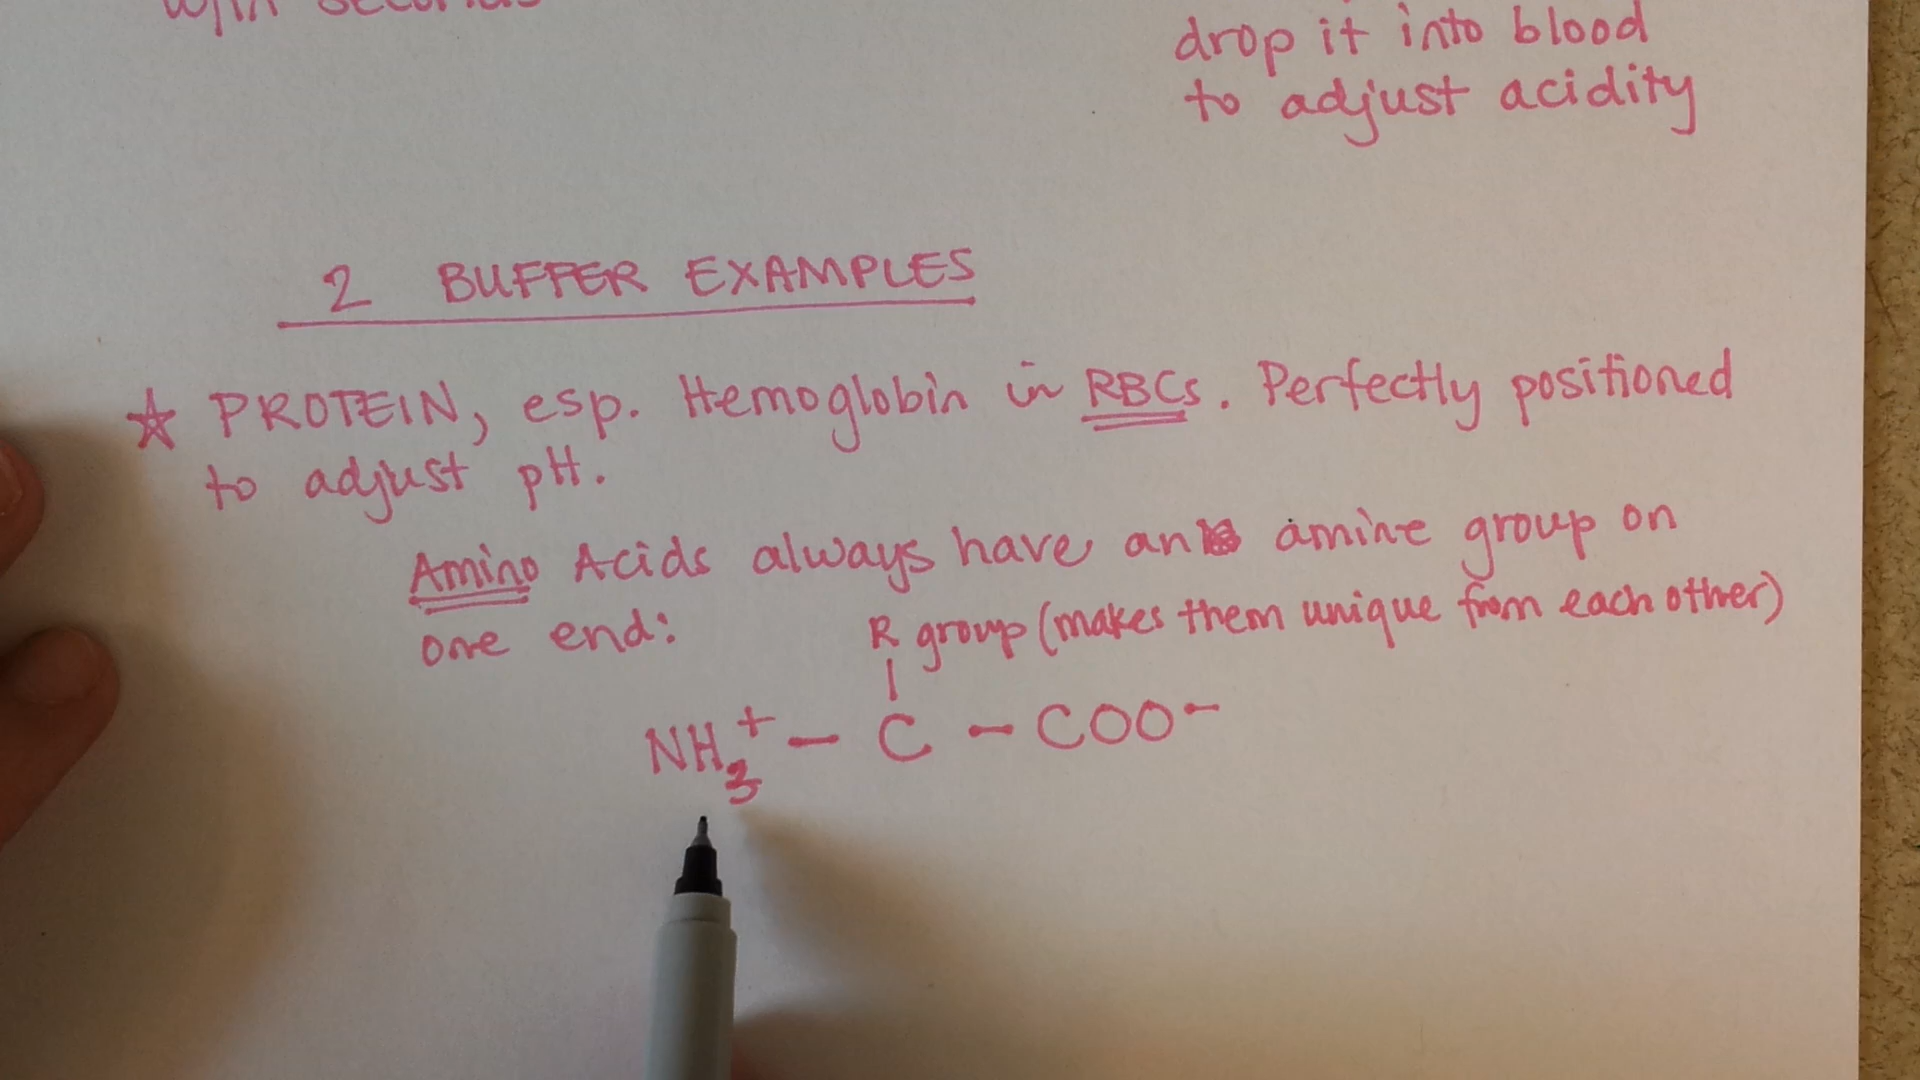 with seconds
drop it into blood
to adjust acidity
2 BUFFER EXAMPLES
☆ PROTEIN, esp. Hemoglobin in RBCs. Perfectly positioned
to adjust pH.
Amino Acids always have an amine group on
one end:
R group (makes them unique from each other)
NH₃⁺ – C – COO⁻